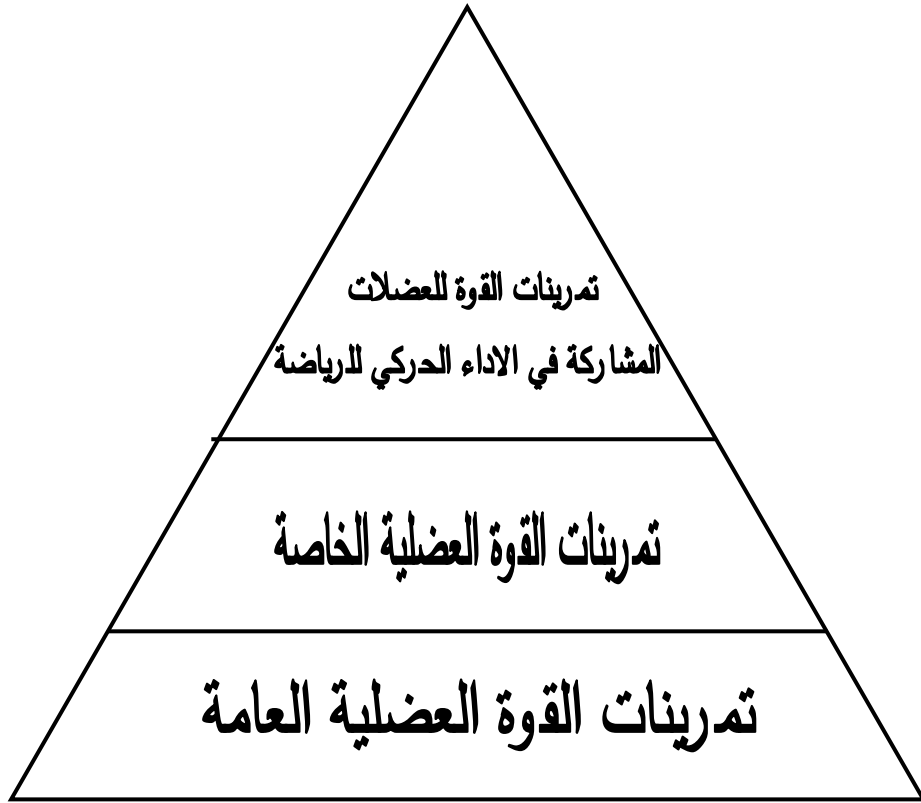 تمرينات القوة للعضلات
المشاركة في الاداء الحركي للرياضة
تمرينات القوة العضلية الخاصة
تمرينات القوة العضلية العامة